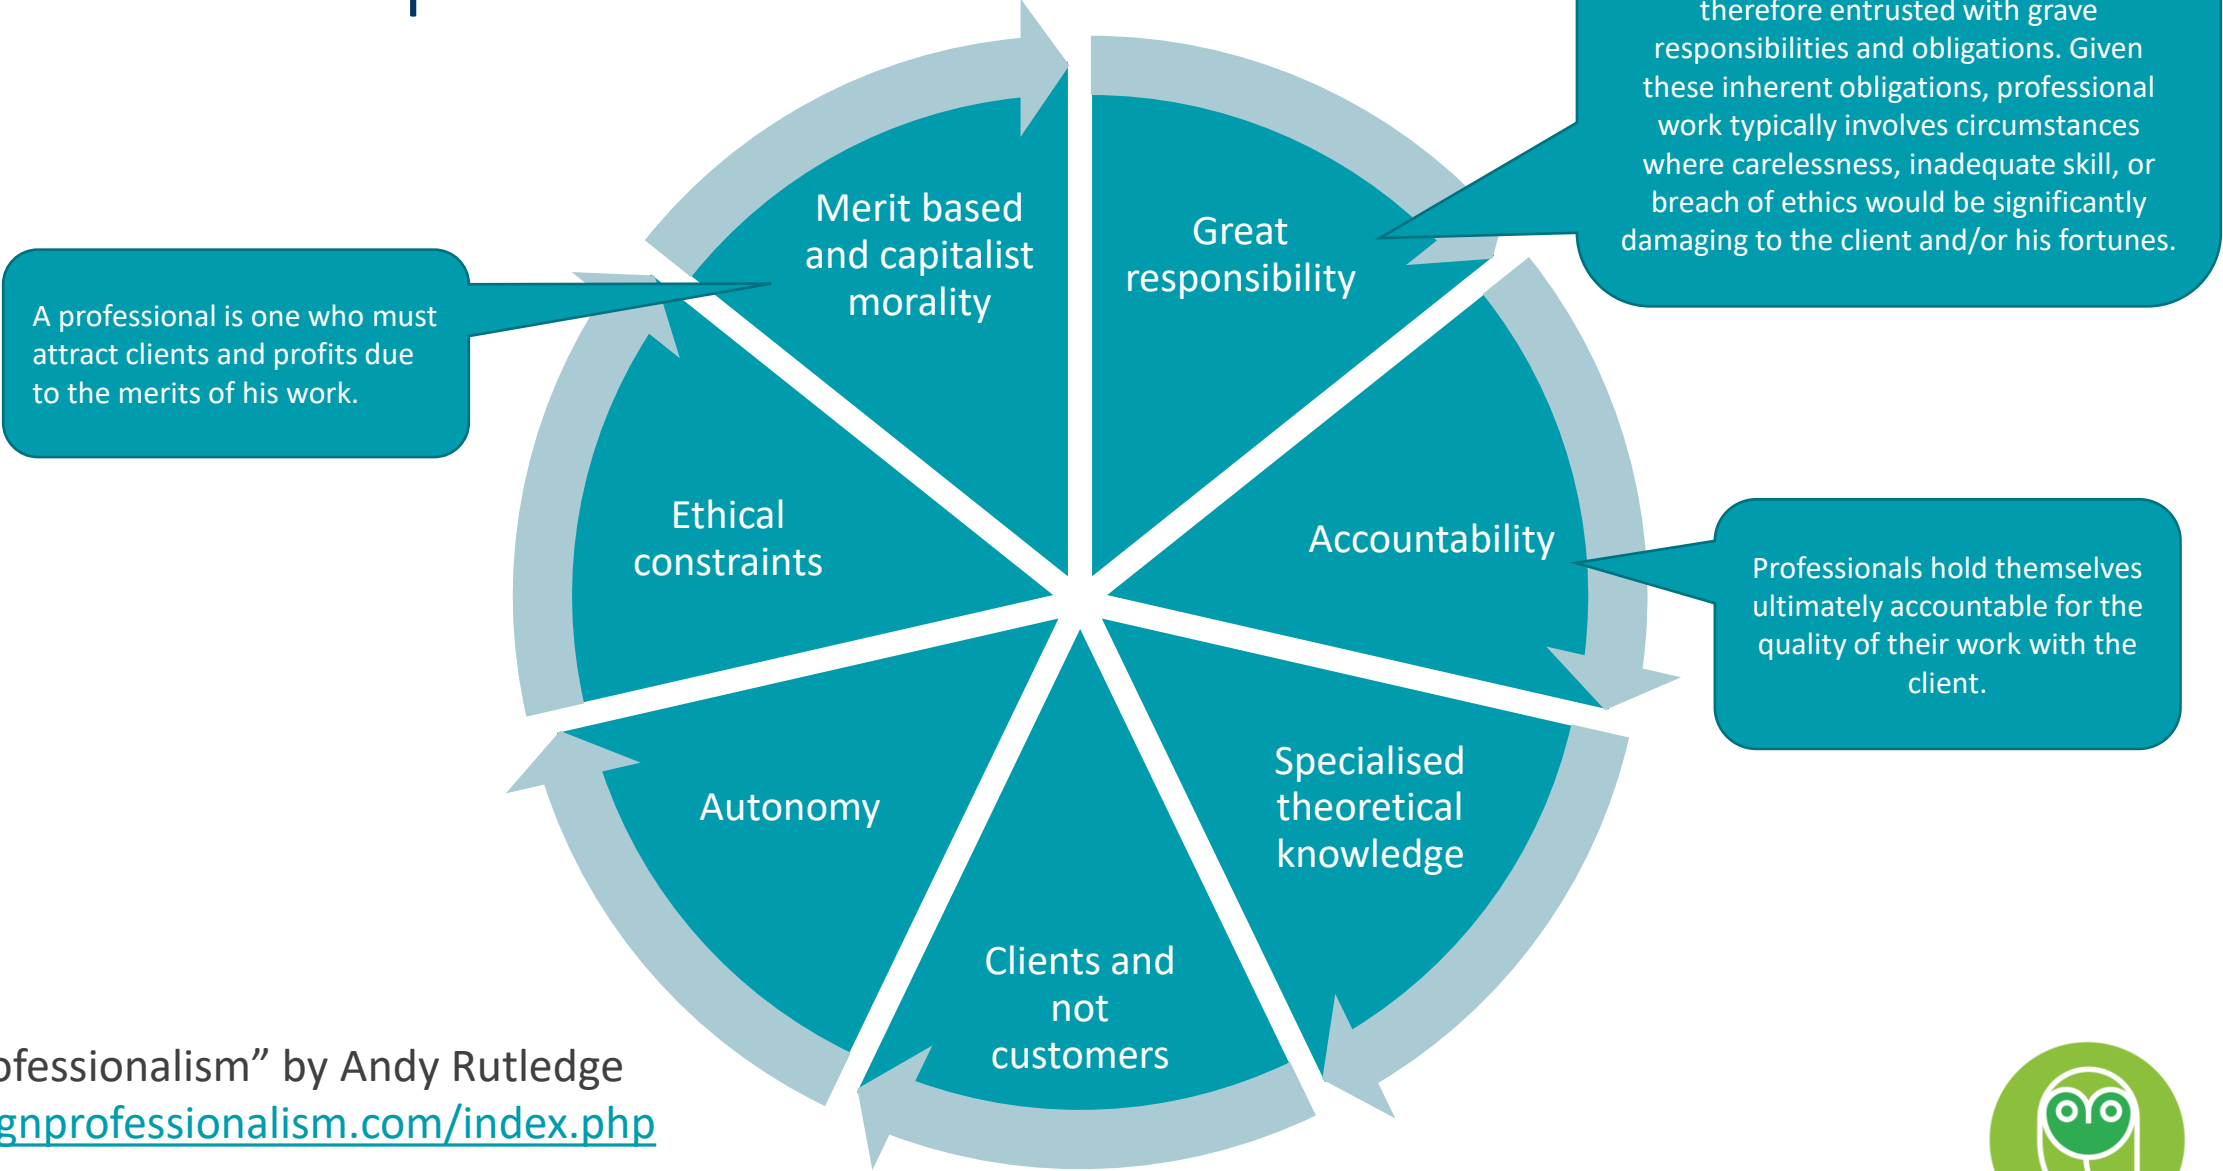 therefore entrusted with grave
responsibilities and obligations. Given
these inherent obligations, professional
work typically involves circumstances
where carelessness, inadequate skill, or
breach of ethics would be significantly
damaging to the client and/or his fortunes.
Merit based
and capitalist
morality
Great
responsibility
A professional is one who must
attract clients and profits due
to the merits of his work.
Ethical
constraints
Accountability
Professionals hold themselves
ultimately accountable for the
quality of their work with the
client.
Specialised
theoretical
knowledge
Autonomy
Clients and
not
customers
ofessionalism” by Andy Rutledge
gnprofessionalism.com/index.php